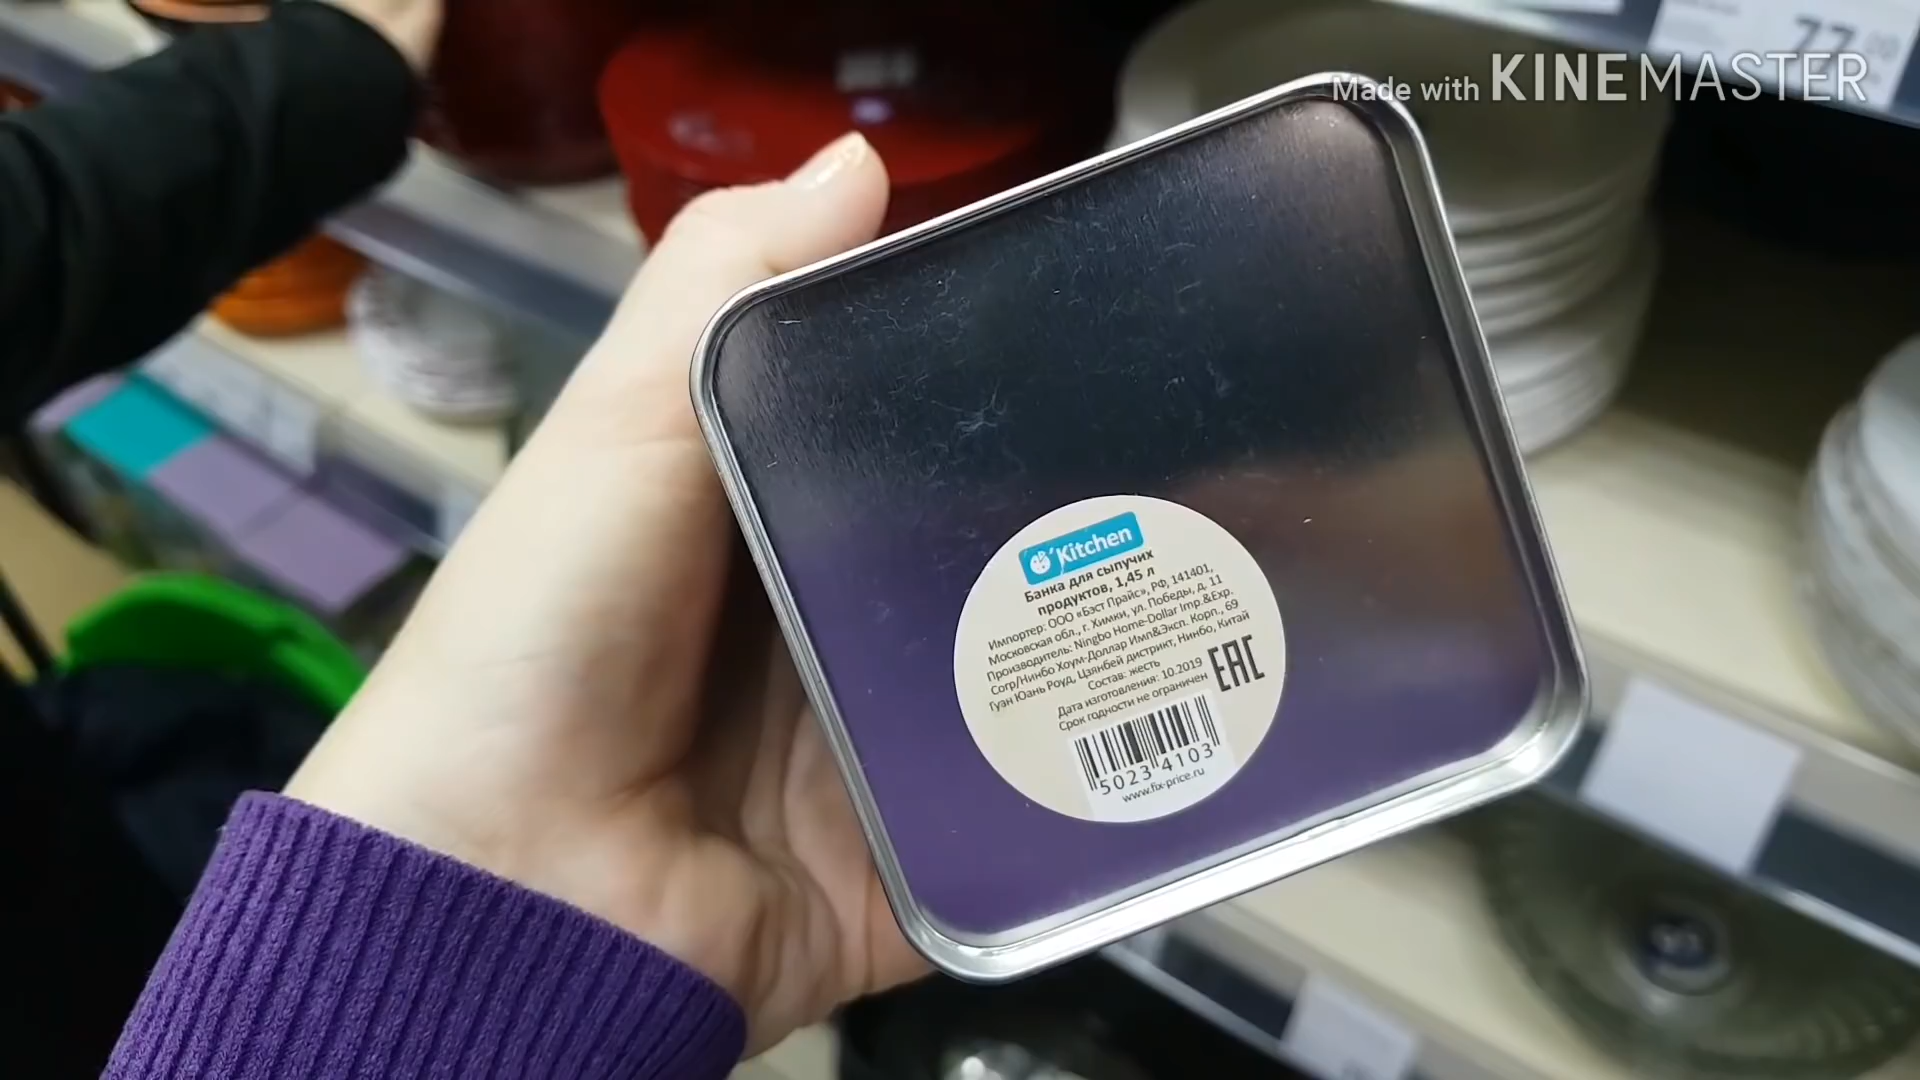 Made with KINEMASTER
77 00
Kitchen
Банка для сыпучих
продуктов, 1,45 л
Импортер: ООО «Бэст Прайс», РФ, 141401,
Московская обл., г. Химки, ул. Победы, д. 11
Производитель: Ningbo Home-Dollar Imp.&Exp.
Corp/Нинбо Хоум-Доллар Имп&Эксп. Корп., 69
Гуэн Юань Роуд, Цзянбей дистрикт, Нинбо, Китай
Состав: жесть
Дата изготовления: 10.2019
Срок годности не ограничен
EAC
5023 4103
www.fix-price.ru